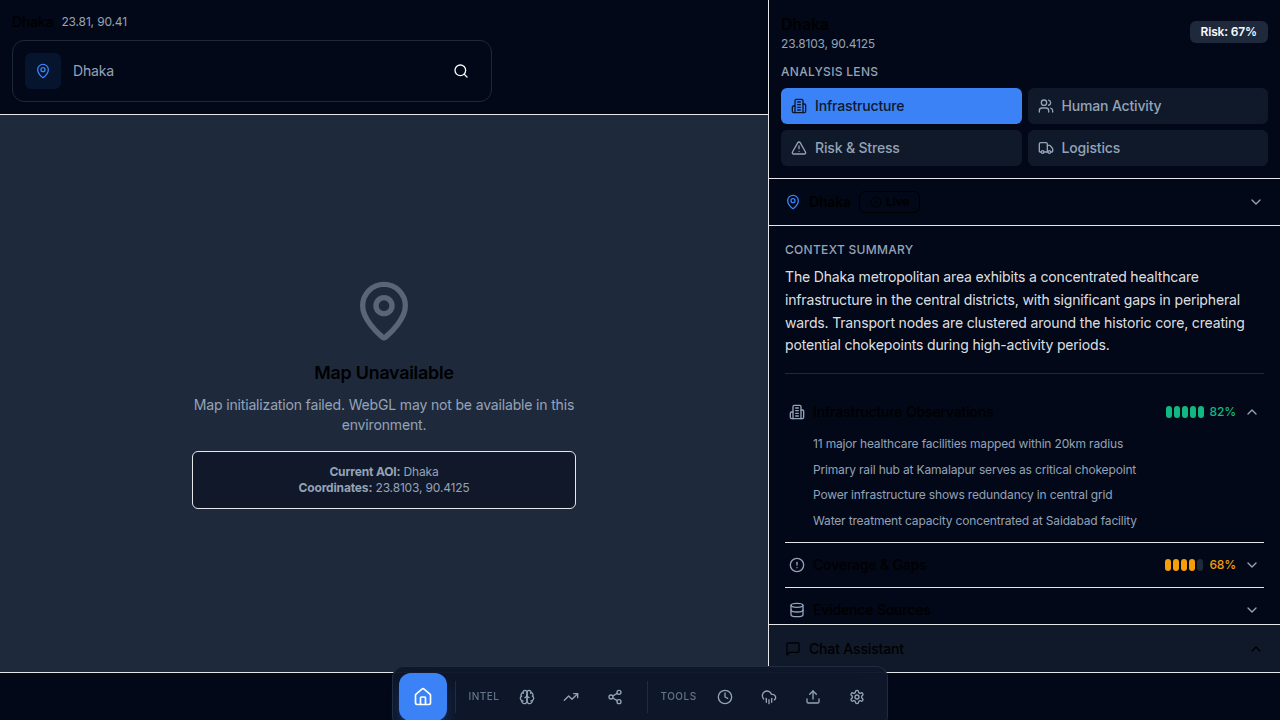 Dhaka 23.81, 90.41
Dhaka
Map Unavailable
Map initialization failed. WebGL may not be available in this
environment.
Current AOI: Dhaka
Coordinates: 23.8103, 90.4125
Dhaka
23.8103, 90.4125
Risk: 67%
ANALYSIS LENS
Infrastructure
Human Activity
Risk & Stress
Logistics
Dhaka Live
CONTEXT SUMMARY
The Dhaka metropolitan area exhibits a concentrated healthcare
infrastructure in the central districts, with significant gaps in peripheral
wards. Transport nodes are clustered around the historic core, creating
potential chokepoints during high-activity periods.
Infrastructure Observations 82%
11 major healthcare facilities mapped within 20km radius
Primary rail hub at Kamalapur serves as critical chokepoint
Power infrastructure shows redundancy in central grid
Water treatment capacity concentrated at Saidabad facility
Coverage & Gaps 68%
Evidence Sources
Chat Assistant
INTEL
TOOLS